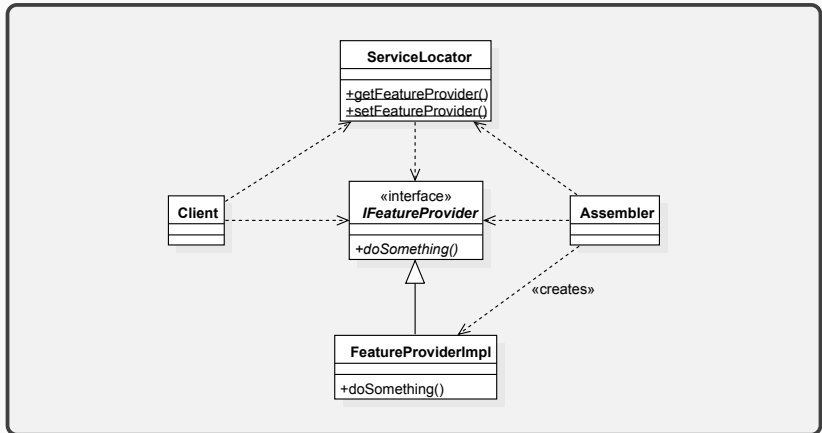 ServiceLocator
+getFeatureProvider()
+setFeatureProvider()
«interface»
IFeatureProvider
+doSomething()
Client
Assembler
«creates»
FeatureProviderImpl
+doSomething()